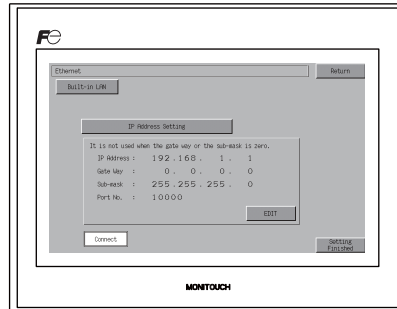 Fe
Ethernet
Return
Built-in LAN
IP Address Setting
It is not used when the gate way or the sub-mask is zero.
IP Address : 192.168. 1. 1
Gate Way : 0. 0. 0. 0
Sub-mask : 255.255.255. 0
Port No. : 10000
EDIT
Connect
Setting
Finished
MONITOUCH